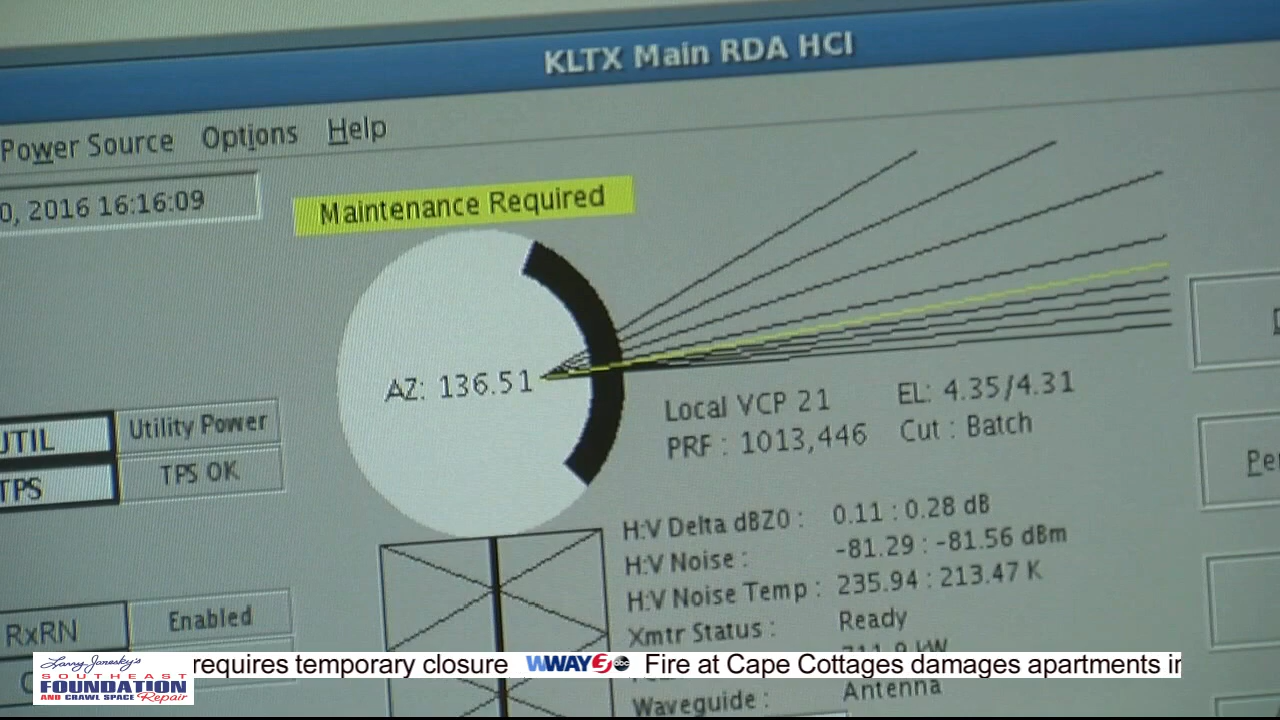 KLTX Main RDA HCI
Power Source Options Help
0, 2016 16:16:09
Maintenance Required
AZ: 136.51
Local VCP 21 EL: 4.35/4.31
PRF : 1013,446 Cut : Batch
UTIL Utility Power
TPS TPS OK
H:V Delta dBZ0 : 0.11 : 0.28 dB
H:V Noise : -81.29 : -81.56 dBm
H:V Noise Temp : 235.94 : 213.47 K
Xmtr Status : Ready
RxRN Enabled
Waveguide : Antenna
Larry Janesky's
SOUTHEAST
FOUNDATION
AND CRAWL SPACE Repair
requires temporary closure WWAY 3 abc Fire at Cape Cottages damages apartments in